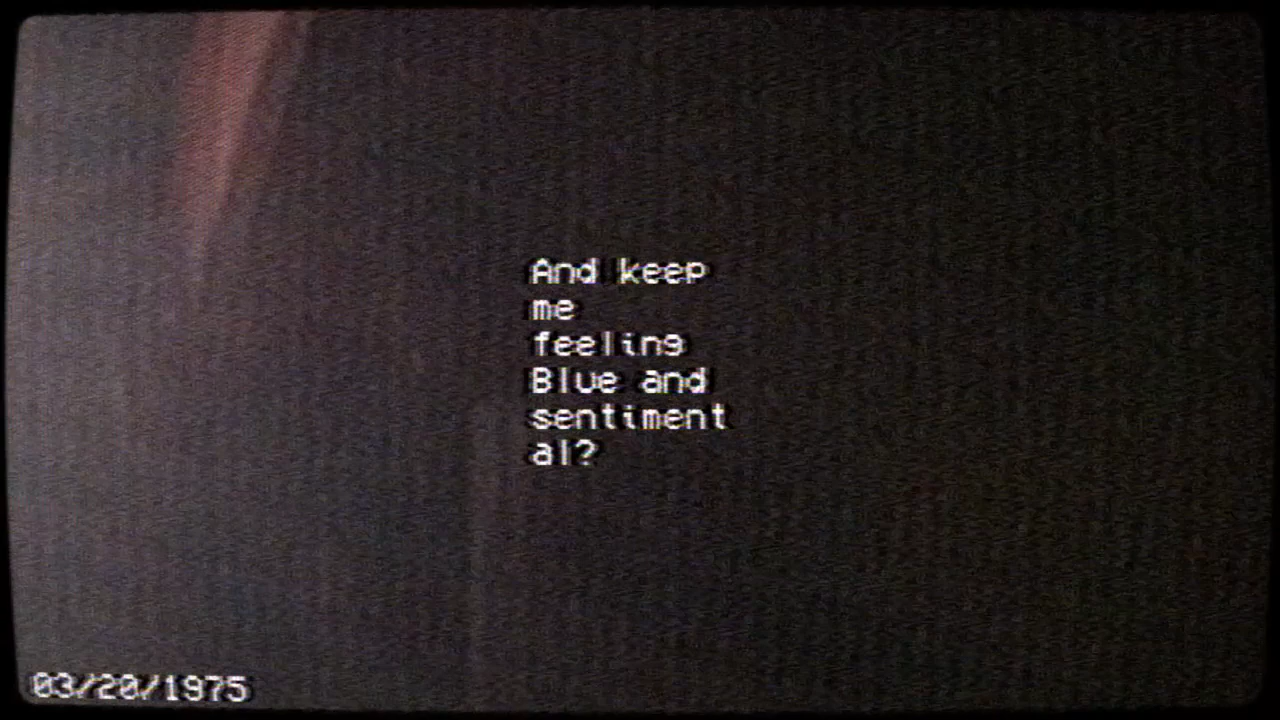 And keep
me
feeling
Blue and
sentiment
al?
03/20/1975